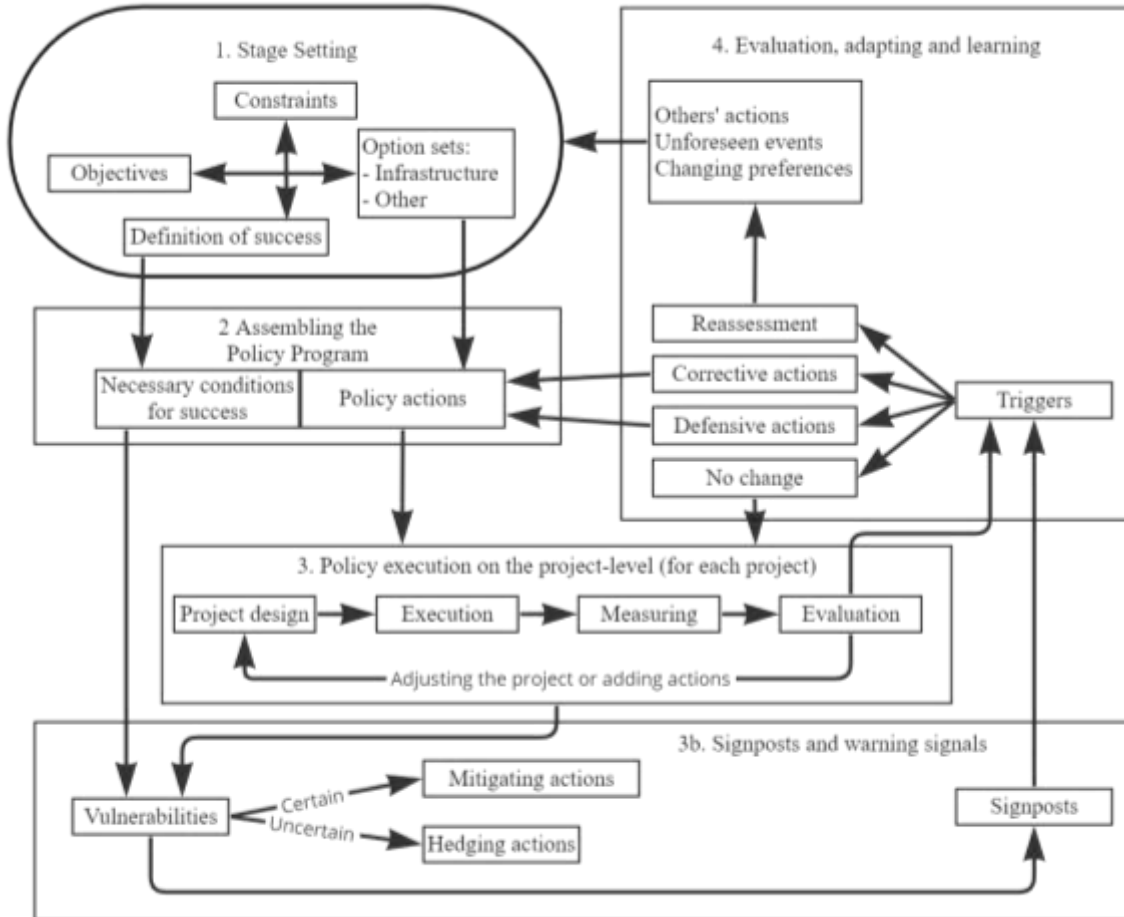 1. Stage Setting
Constraints
Objectives
Option sets:
- Infrastructure
- Other
Definition of success
4. Evaluation, adapting and learning
Others' actions
Unforeseen events
Changing preferences
Reassessment
Corrective actions
Defensive actions
No change
Triggers
2 Assembling the
Policy Program
Necessary conditions
for success
Policy actions
3. Policy execution on the project-level (for each project)
Project design
Execution
Measuring
Evaluation
Adjusting the project or adding actions
3b. Signposts and warning signals
Vulnerabilities
Certain
Uncertain
Mitigating actions
Hedging actions
Signposts